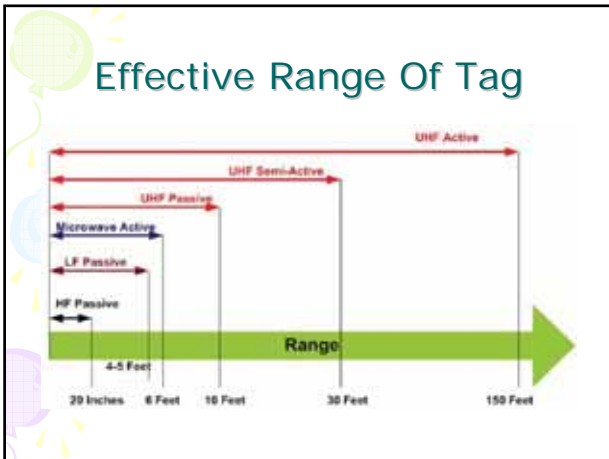 Effective Range Of Tag
UHF Active
UHF Semi-Active
UHF Passive
Microwave Active
LF Passive
HF Passive
Range
4-5 Feet
20 Inches 6 Feet 10 Feet 30 Feet 150 Feet